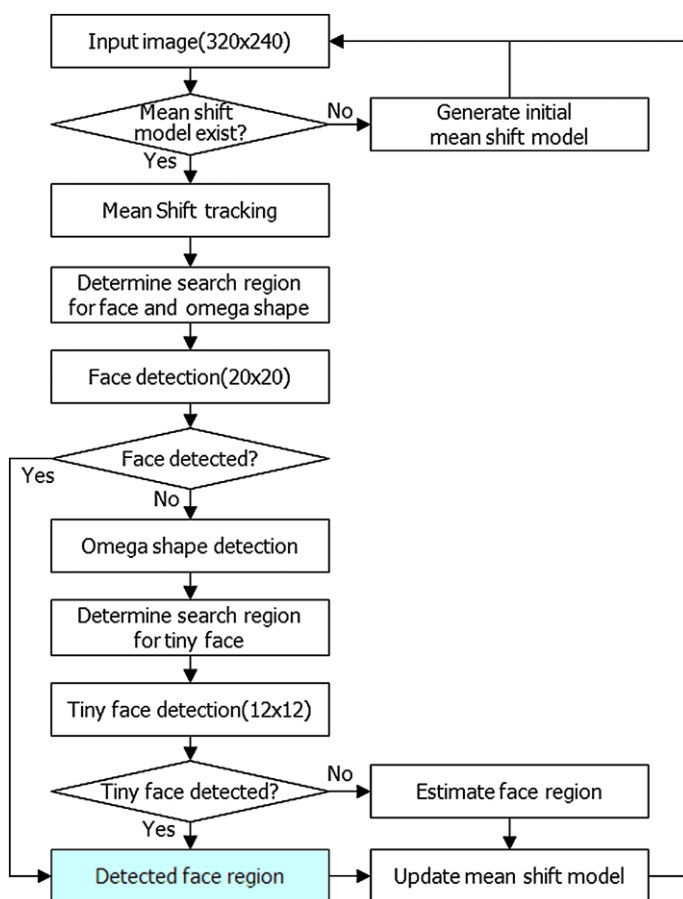 Input image(320x240)
Mean shift
model exist?
No
Generate initial
mean shift model
Yes
Mean Shift tracking
Determine search region
for face and omega shape
Face detection(20x20)
Face detected?
Yes
No
Omega shape detection
Determine search region
for tiny face
Tiny face detection(12x12)
Tiny face detected?
No
Estimate face region
Yes
Detected face region
Update mean shift model